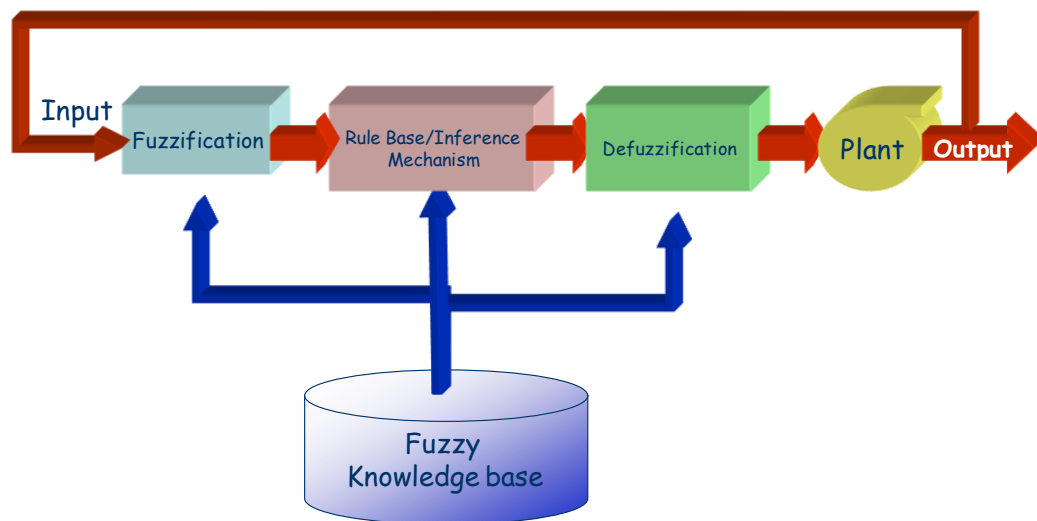 Input
Fuzzification
Rule Base/Inference
Mechanism
Defuzzification
Plant
Output
Fuzzy
Knowledge base